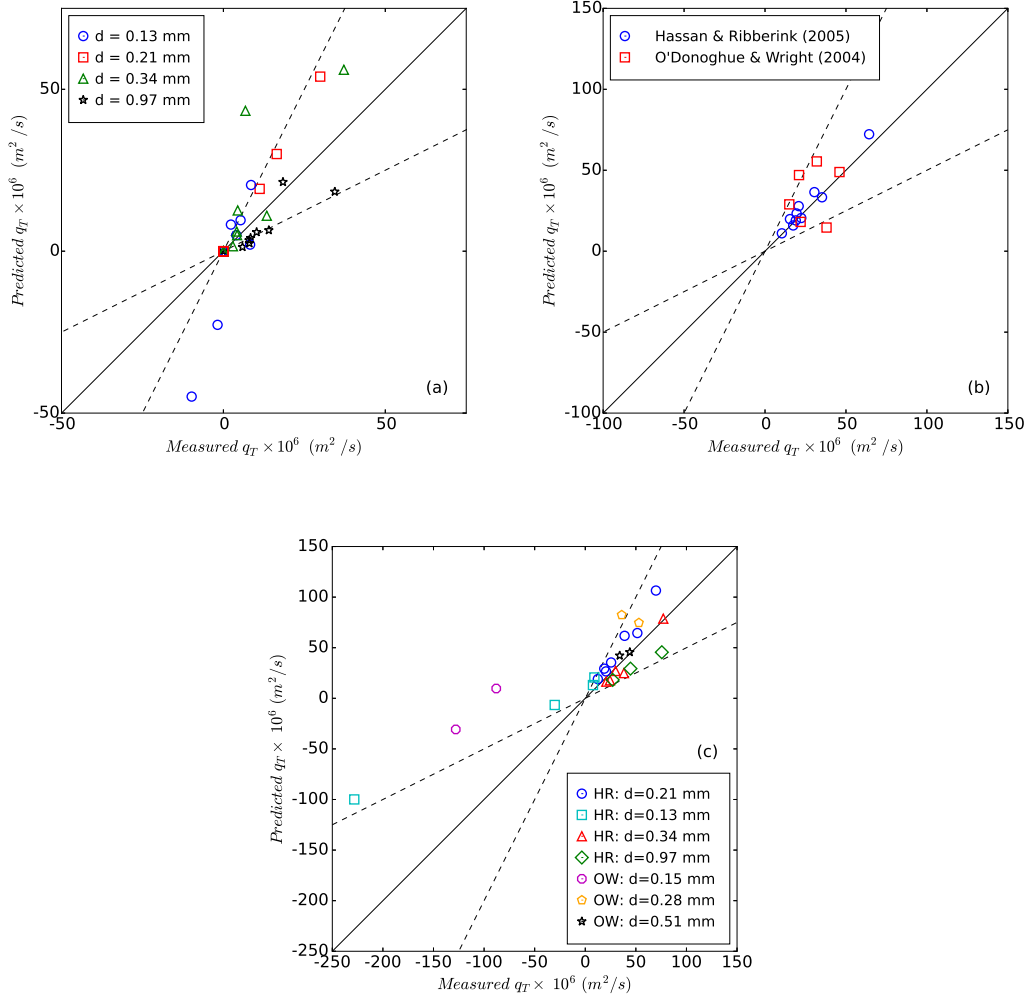 d = 0.13 mm
d = 0.21 mm
d = 0.34 mm
d = 0.97 mm
50
0
-50
-50
0
50
(a)
Predicted q_T × 10^6 (m^2/s)
Measured q_T × 10^6 (m^2/s)
Hassan & Ribberink (2005)
O'Donoghue & Wright (2004)
150
100
50
0
-50
-100
-100
-50
0
50
100
150
(b)
Predicted q_T × 10^6 (m^2/s)
Measured q_T × 10^6 (m^2/s)
150
100
50
0
-50
-100
-150
-200
-250
-250
-200
-150
-100
-50
0
50
100
150
(c)
HR: d=0.21 mm
HR: d=0.13 mm
HR: d=0.34 mm
HR: d=0.97 mm
OW: d=0.15 mm
OW: d=0.28 mm
OW: d=0.51 mm
Predicted q_T × 10^6 (m^2/s)
Measured q_T × 10^6 (m^2/s)